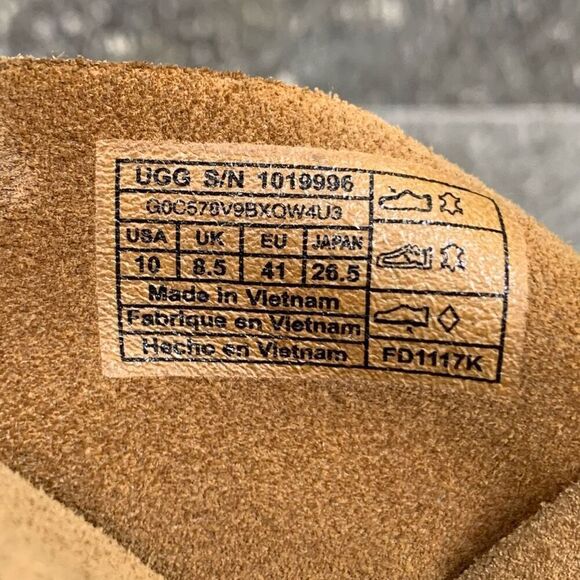 UGG S/N 1019996
G0C578V9BXQW4U3
USA UK EU JAPAN
10 8.5 41 26.5
Made in Vietnam
Fabrique en Vietnam
Hecho en Vietnam
FD1117K